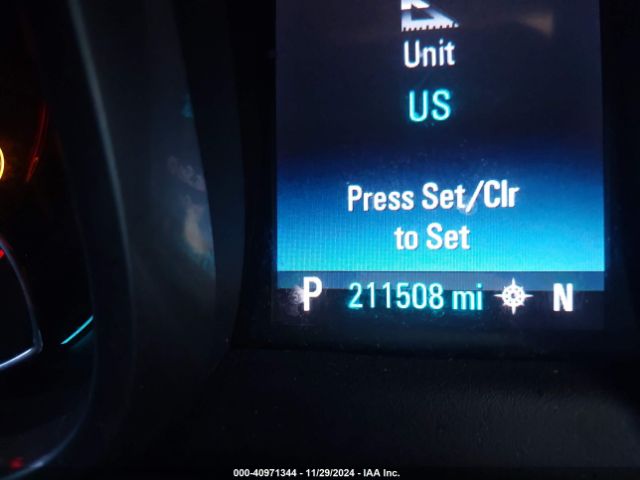 Unit
US
Press Set/Clr
to Set
P 211508 mi N
000-40971344 - 11/29/2024 - IAA Inc.